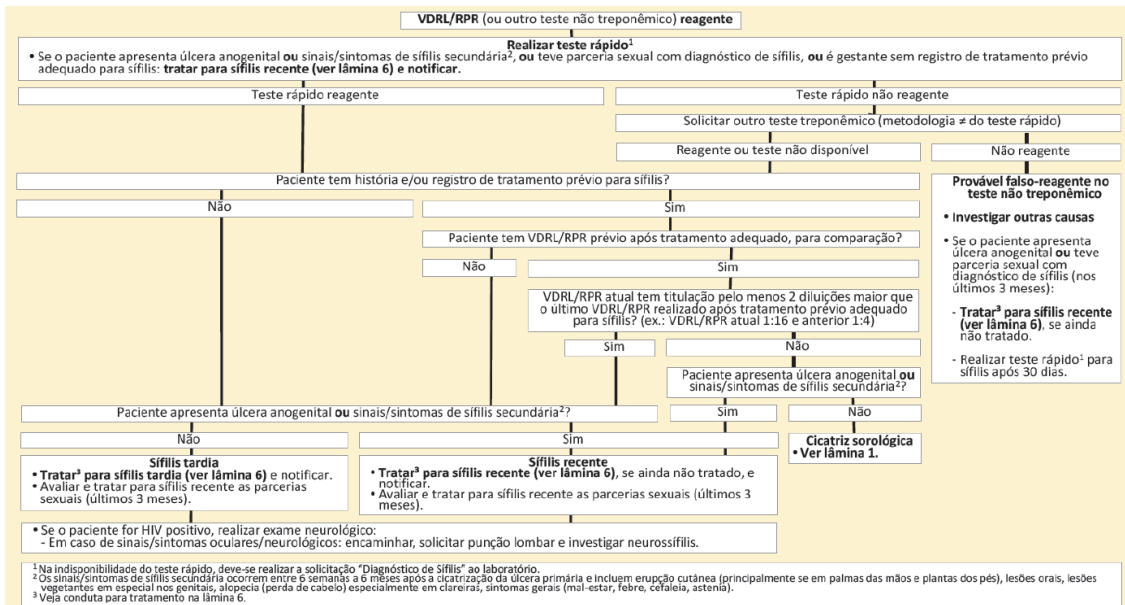 VDRL/RPR (ou outro teste não treponêmico) reagente
Realizar teste rápido¹
• Se o paciente apresenta úlcera anogenital ou sinais/sintomas de sífilis secundária², ou teve parceria sexual com diagnóstico de sífilis, ou é gestante sem registro de tratamento prévio
adequado para sífilis: tratar para sífilis recente (ver lâmina 6) e notificar.
Teste rápido reagente
Teste rápido não reagente
Solicitar outro teste treponêmico (metodologia ≠ do teste rápido)
Reagente ou teste não disponível
Não reagente
Paciente tem história e/ou registro de tratamento prévio para sífilis?
Não
Sim
Paciente tem VDRL/RPR prévio após tratamento adequado, para comparação?
Não
Sim
VDRL/RPR atual tem titulação pelo menos 2 diluições maior que
o último VDRL/RPR realizado após tratamento prévio adequado
para sífilis? (ex.: VDRL/RPR atual 1:16 e anterior 1:4)
Sim
Não
Paciente apresenta úlcera anogenital ou
sinais/sintomas de sífilis secundária²?
Sim
Não
Cicatriz sorológica
• Ver lâmina 1.
Provável falso-reagente no
teste não treponêmico
• Investigar outras causas
• Se o paciente apresenta
úlcera anogenital ou teve
parceria sexual com
diagnóstico de sífilis (nos
últimos 3 meses):
- Tratar³ para sífilis recente
(ver lâmina 6), se ainda
não tratado.
- Realizar teste rápido¹ para
sífilis após 30 dias.
Paciente apresenta úlcera anogenital ou sinais/sintomas de sífilis secundária²?
Não
Sim
Sífilis tardia
• Tratar³ para sífilis tardia (ver lâmina 6) e notificar.
• Avaliar e tratar para sífilis recente as parcerias
sexuais (últimos 3 meses).
Sífilis recente
• Tratar³ para sífilis recente (ver lâmina 6), se ainda não tratado, e
notificar.
• Avaliar e tratar para sífilis recente as parcerias sexuais (últimos 3
meses).
• Se o paciente for HIV positivo, realizar exame neurológico:
- Em caso de sinais/sintomas oculares/neurológicos: encaminhar, solicitar punção lombar e investigar neurossífilis.
¹ Na indisponibilidade do teste rápido, deve-se realizar a solicitação “Diagnóstico de Sífilis” ao laboratório.
² Os sinais/sintomas de sífilis secundária ocorrem entre 6 semanas a 6 meses após a cicatrização da úlcera primária e incluem erupção cutânea (principalmente se em palmas das mãos e plantas dos pés), lesões orais, lesões
vegetantes em especial nos genitais, alopecia (perda de cabelo) especialmente em clareiras, sintomas gerais (mal-estar, febre, cefaleia, astenia).
³ Veja conduta para tratamento na lâmina 6.